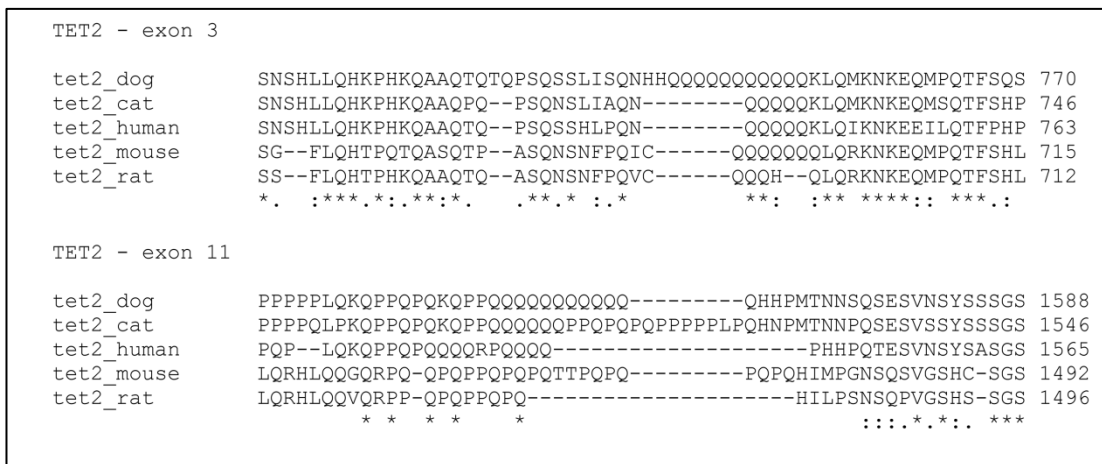 TET2 - exon 3
tet2_dog SNSHLLQHKPHKQAAQTQTQPSQSSLISQNHHQQQQQQQQQQQKLQMKNKEQMPQTFSQS 770
tet2_cat SNSHLLQHKPHKQAAQPQ--PSQNSLIAQN--------QQQQQKLQMKNKEQMSQTFSHP 746
tet2_human SNSHLLQHKPHKQAAQTQ--PSQSSHLPQN--------QQQQQKLQIKNKEEILQTFPHP 763
tet2_mouse SG--FLQHTPQTQASQTP--ASQNSNFPQIC------QQQQQQQLQRKNKEQMPQTFSHL 715
tet2_rat SS--FLQHTPHKQAAQTQ--ASQNSNFPQVC------QQQH--QLQRKNKEQMPQTFSHL 712
*. :***.*:.**:*. .**.* :.* **: :** ****:: ***.:
TET2 - exon 11
tet2_dog PPPPPLQKQPPQPQKQPPQQQQQQQQQQ---------QHHPMTNNSQSESVNSYSSSGS 1588
tet2_cat PPPPQLPKQPPQPQKQPPQQQQQQPPQPQPQPPPPPLPQHNPMTNNPQSESVSSYSSSGS 1546
tet2_human PQP--LQKQPPQPQQQQRPQQQQ--------------------PHHPQTESVNSYSASGS 1565
tet2_mouse LQRHLQQGQRPQ-QPQPPQPQPQTTPQPQ---------PQPQHIMPGNSQSVGSHC-SGS 1492
tet2_rat LQRHLQQVQRPP-QPQPPQPQ---------------------HILPSNSQPVGSHS-SGS 1496
* * * * * :::.*.*:. ***